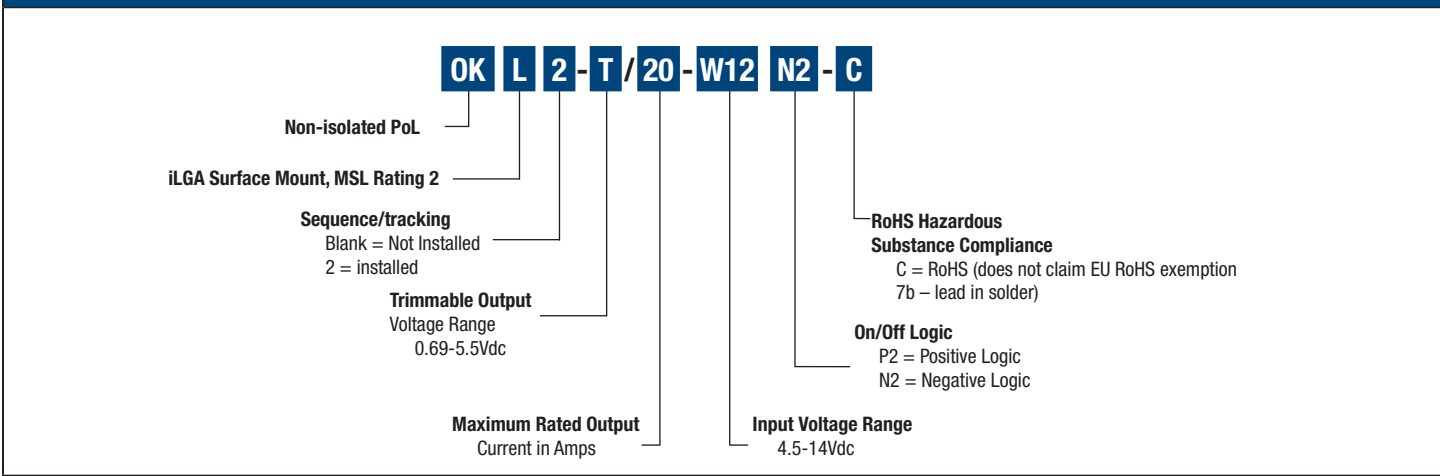 OK L 2 - T / 20 - W12 N2 - C
Non-isolated PoL
iLGA Surface Mount, MSL Rating 2
Sequence/tracking
Blank = Not Installed
2 = installed
Trimmable Output
Voltage Range
0.69-5.5Vdc
Maximum Rated Output
Current in Amps
Input Voltage Range
4.5-14Vdc
On/Off Logic
P2 = Positive Logic
N2 = Negative Logic
RoHS Hazardous
Substance Compliance
C = RoHS (does not claim EU RoHS exemption
7b – lead in solder)